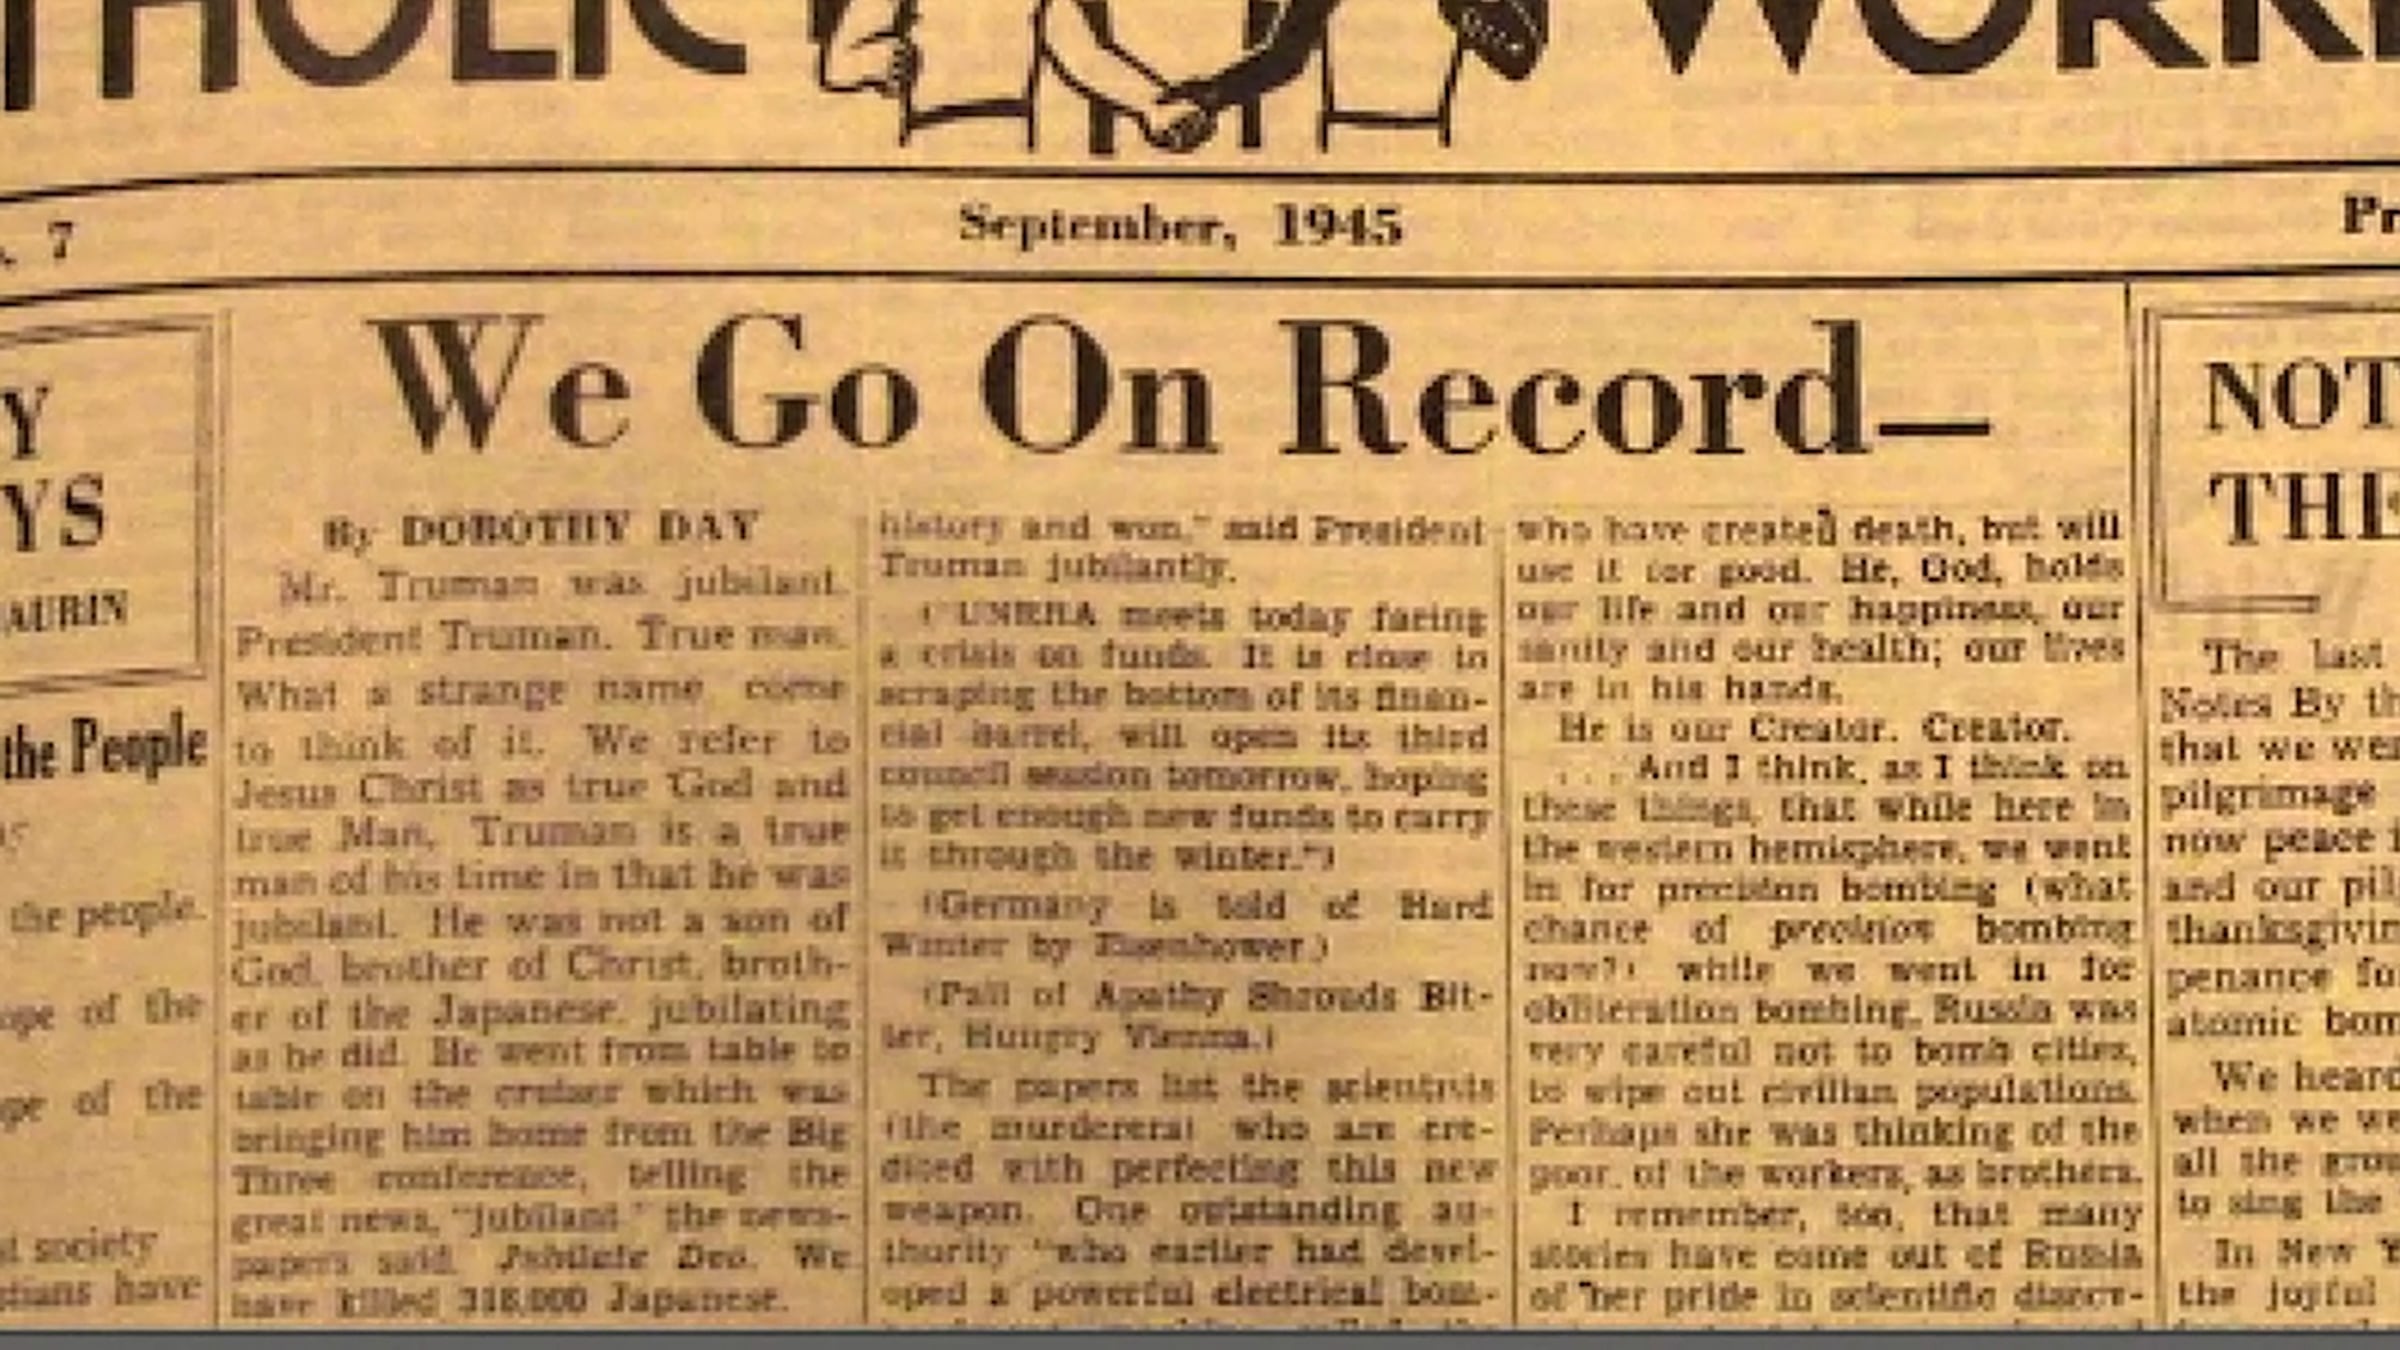 THOLIC WORKE
. 7
September, 1945
Pr
Y
YS
AURIN
the People
the people.
ope of the
pe of the
society
stians have
We Go On Record—
By DOROTHY DAY
Mr. Truman was jubilant.
President Truman. True man.
What a strange name, come
to think of it. We refer to
Jesus Christ as true God and
true Man. Truman is a true
man of his time in that he was
jubilant. He was not a son of
God, brother of Christ, broth-
er of the Japanese, jubilating
as he did. He went from table to
table on the cruiser which was
bringing him home from the Big
Three conference, telling the
great news, "jubilant" the news-
papers said. Jubilate Deo. We
have killed 318,000 Japanese.
history and won," said President
Truman jubilantly.
("UNRRA meets today facing
a crisis on funds. It is close to
scraping the bottom of its finan-
cial barrel, will open its third
council session tomorrow, hoping
to get enough new funds to carry
it through the winter.")
(Germany is told of Hard
Winter by Eisenhower.)
(Pall of Apathy Shrouds Bit-
ter, Hungry Vienna.)
The papers list the scientists
(the murderers) who are cre-
dited with perfecting this new
weapon. One outstanding au-
thority "who earlier had devel-
oped a powerful electrical bom-
who have created death, but will
use it for good. He, God, holds
our life and our happiness, our
sanity and our health; our lives
are in his hands.
He is our Creator. Creator.
. . . And I think, as I think on
these things, that while here in
the western hemisphere, we went
in for precision bombing (what
chance of precision bombing
now?) while we went in for
obliteration bombing, Russia was
very careful not to bomb cities,
to wipe out civilian populations.
Perhaps she was thinking of the
poor, of the workers, as brothers.
I remember, too, that many
stories have come out of Russia
of her pride in scientific discov-
NOT
THE
The last
Notes By th
that we wer
pilgrimage
now peace
and our pil
thanksgivin
penance fo
atomic bom
We heard
when we we
all the grou
to sing the
In New Y
the joyful